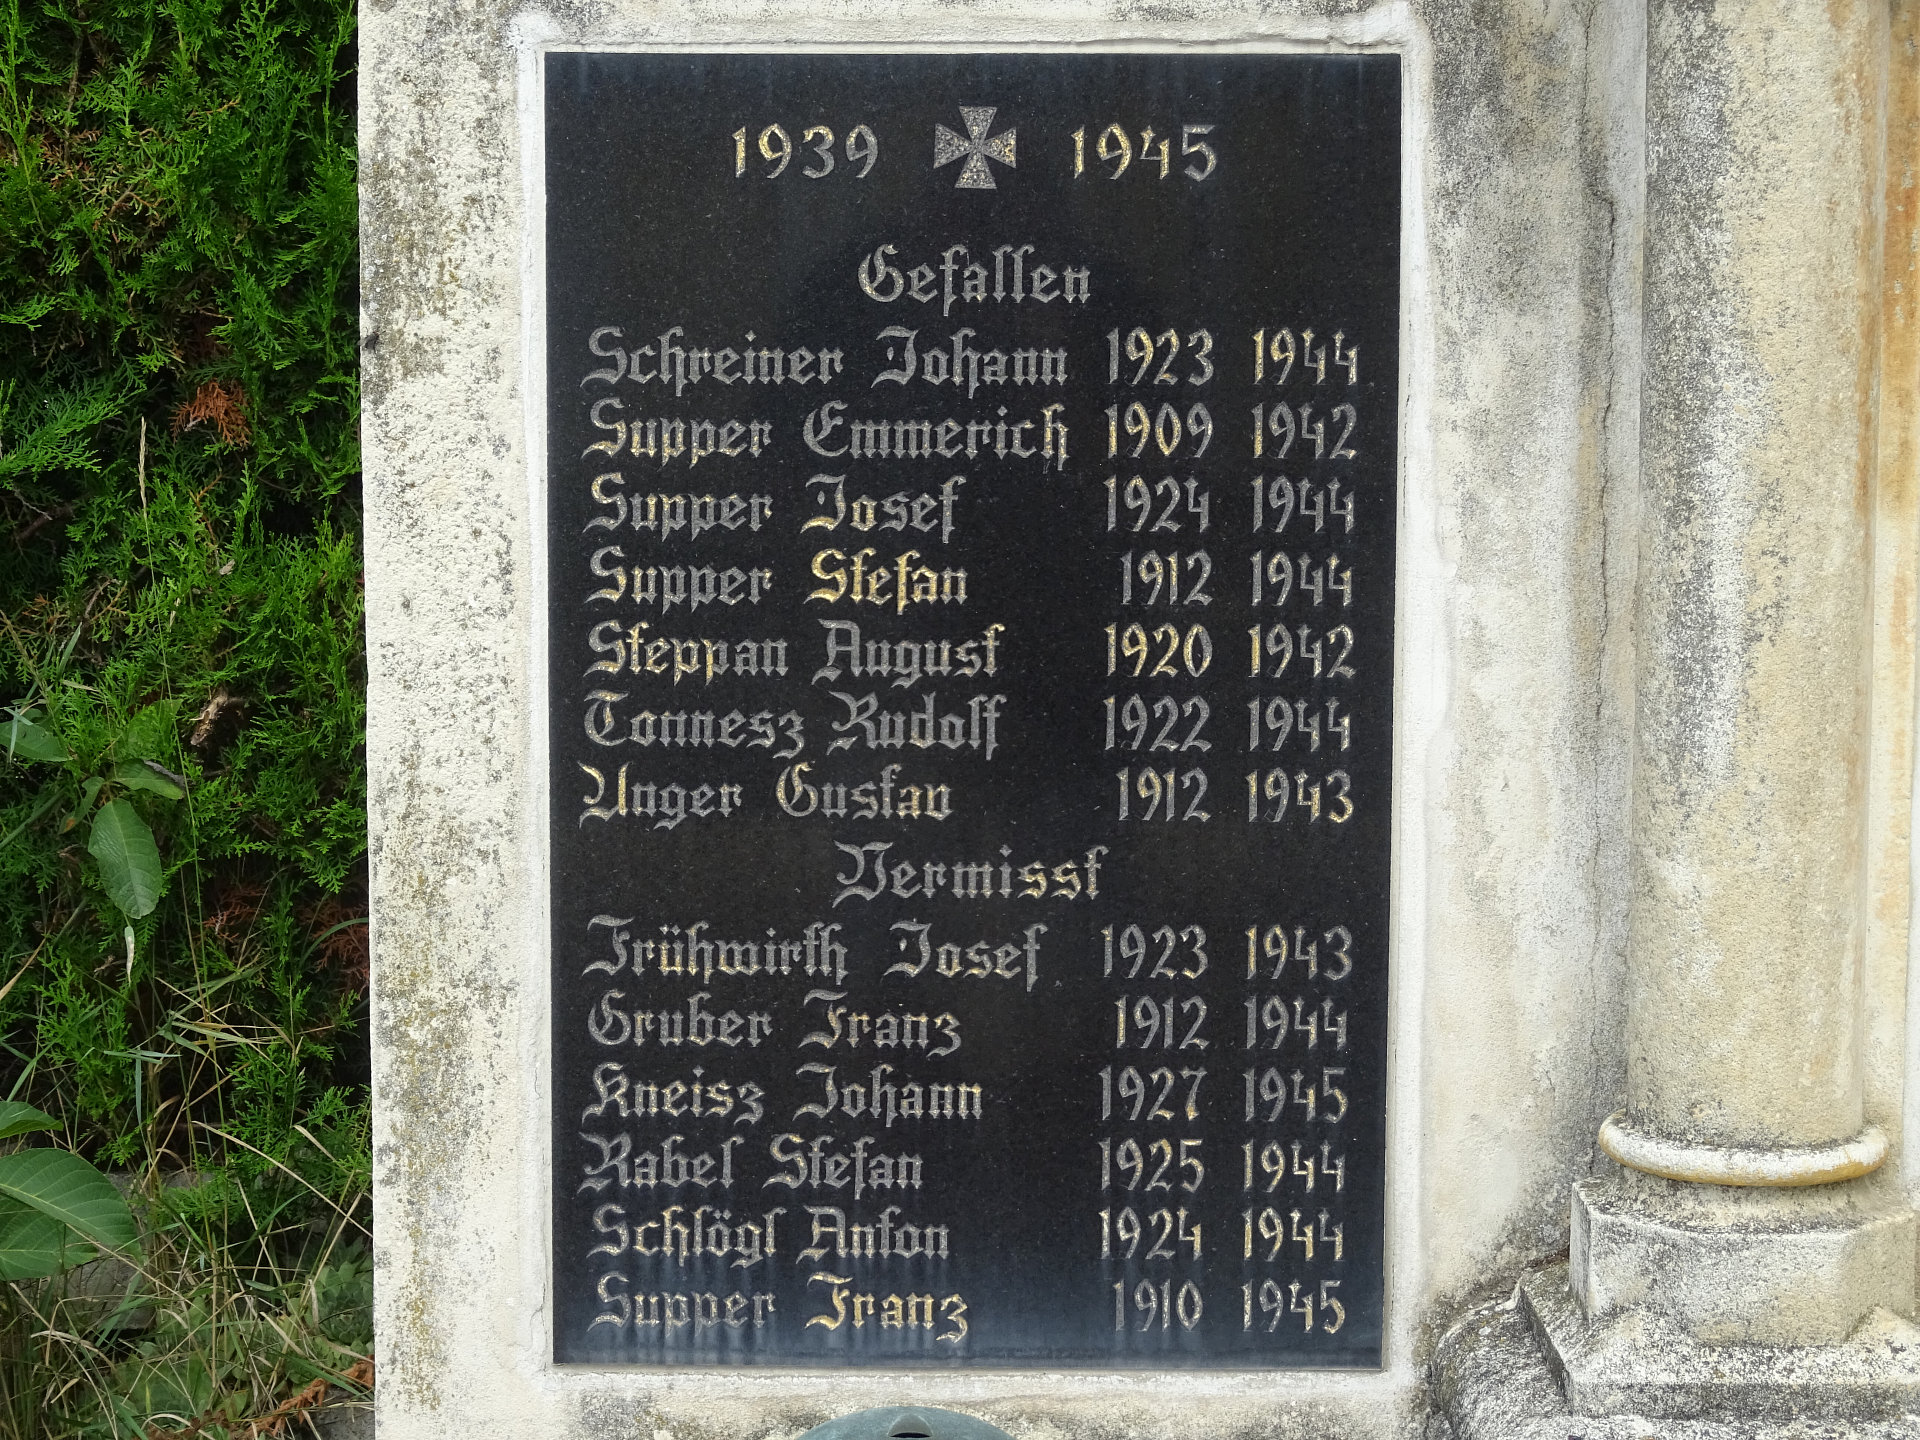 1939 1945
Gefallen
Schreiner Johann 1923 1944
Supper Emmerich 1909 1942
Supper Josef 1924 1944
Supper Stefan 1912 1944
Steppan August 1920 1942
Tonnesz Rudolf 1922 1944
Unger Gustav 1912 1943
Vermisst
Frühwirth Josef 1923 1943
Gruber Franz 1912 1944
Kneisz Johann 1927 1945
Rabel Stefan 1925 1944
Schlögl Anton 1924 1944
Supper Franz 1910 1945